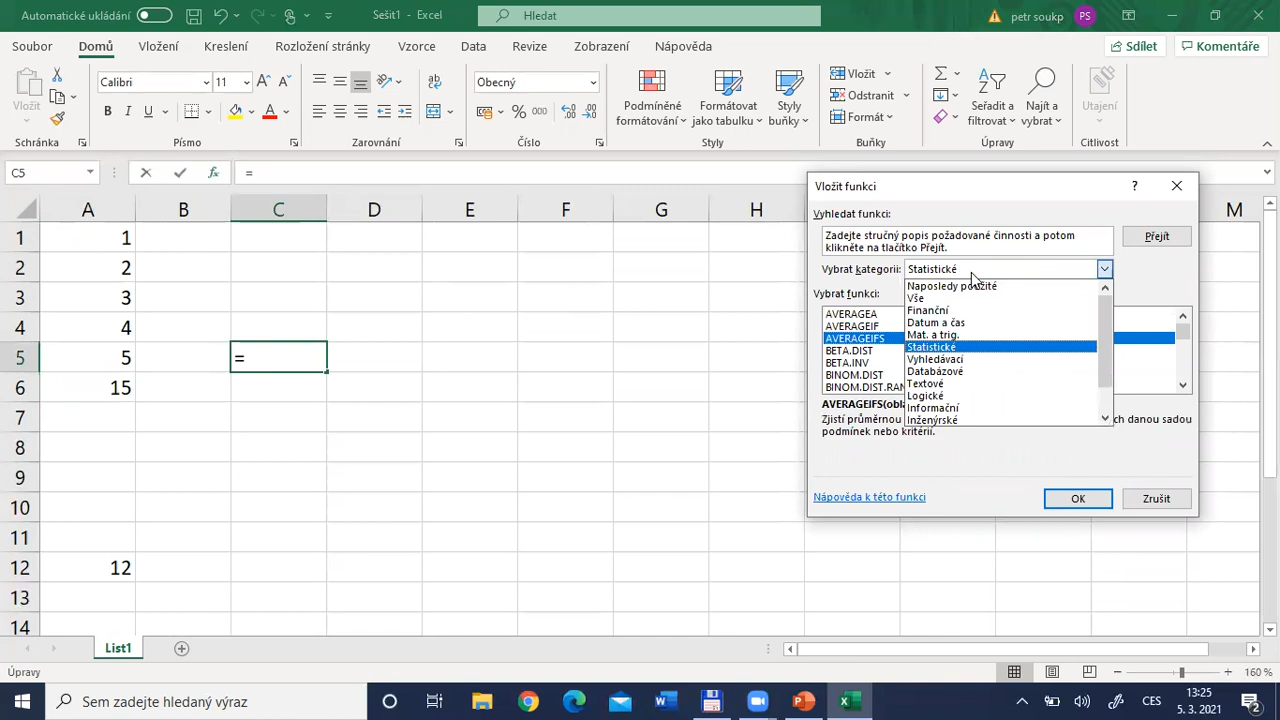 Automatické ukládání
Sešit1 - Excel
Hledat
petr soukp
PS
Soubor
Domů
Vložení
Kreslení
Rozložení stránky
Vzorce
Data
Revize
Zobrazení
Nápověda
Sdílet
Komentáře
Vložit
Schránka
Calibri
11
B I U
A
Písmo
Zarovnání
Obecný
% 000
Číslo
Podmíněné formátování
Formátovat jako tabulku
Styly buňky
Styly
Vložit
Odstranit
Formát
Buňky
Seřadit a filtrovat
Najít a vybrat
Úpravy
Utajení
Citlivost
C5
fx
=
A B C D E F G H M
1 1
2 2
3 3
4 4
5 5 =
6 15
7
8
9
10
11
12 12
13
14
Vložit funkci
?
Vyhledat funkci:
Zadejte stručný popis požadované činnosti a potom
klikněte na tlačítko Přejít.
Přejít
Vybrat kategorii:
Statistické
Vybrat funkci:
Naposledy použité
Vše
Finanční
Datum a čas
Mat. a trig.
Statistické
Vyhledávací
Databázové
Textové
Logické
Informační
Inženýrské
AVERAGEA
AVERAGEIF
AVERAGEIFS
BETA.DIST
BETA.INV
BINOM.DIST
BINOM.DIST.RAN
AVERAGEIFS(obla
Zjistí průměrnou
ch danou sadou
podmínek nebo kritérií.
Nápověda k této funkci
OK
Zrušit
List1
Úpravy
160 %
Sem zadejte hledaný výraz
CES
13:25
5. 3. 2021
2